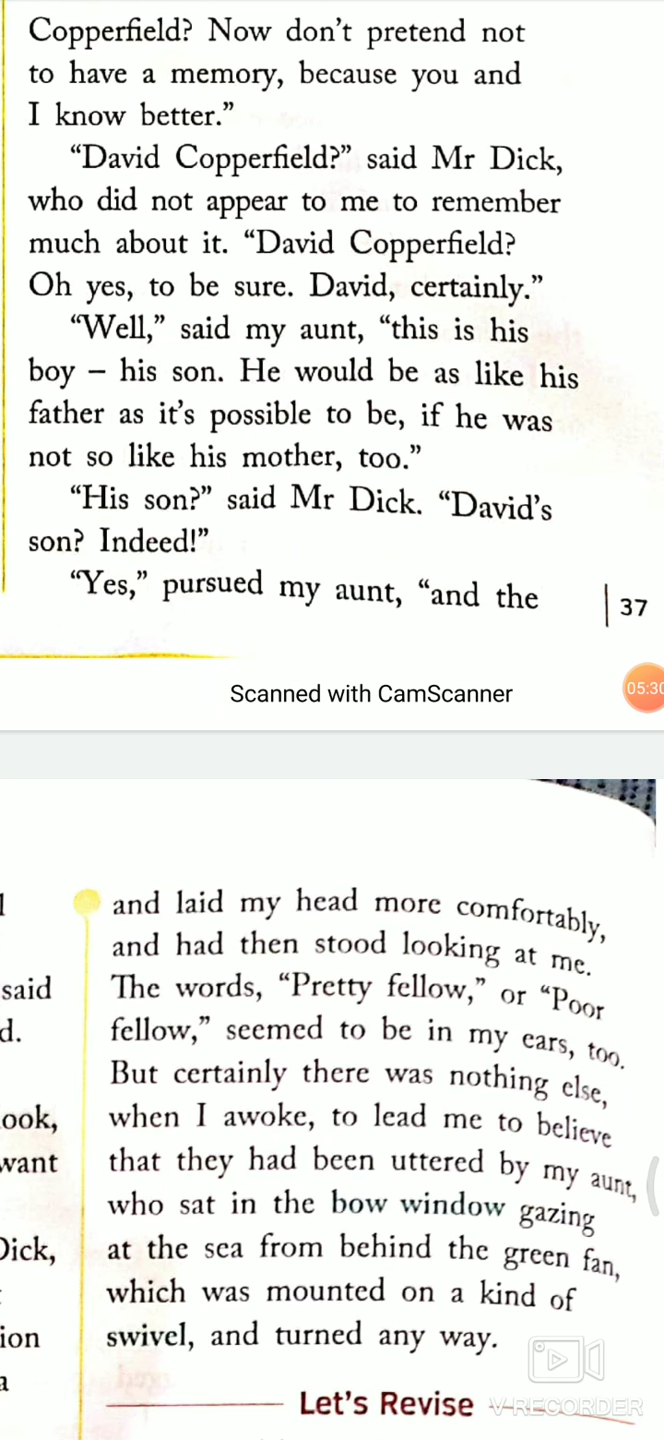 Copperfield? Now don't pretend not
to have a memory, because you and
I know better."
"David Copperfield?" said Mr Dick,
who did not appear to me to remember
much about it. "David Copperfield?
Oh yes, to be sure. David, certainly."
"Well," said my aunt, "this is his
boy – his son. He would be as like his
father as it's possible to be, if he was
not so like his mother, too."
"His son?" said Mr Dick. "David's
son? Indeed!"
"Yes," pursued my aunt, "and the
37
Scanned with CamScanner
05:30
said
d.
ook,
want
Dick,
ion
a
and laid my head more comfortably,
and had then stood looking at me.
The words, "Pretty fellow," or "Poor
fellow," seemed to be in my ears, too.
But certainly there was nothing else,
when I awoke, to lead me to believe
that they had been uttered by my aunt,
who sat in the bow window gazing
at the sea from behind the green fan,
which was mounted on a kind of
swivel, and turned any way.
Let's Revise
V RECORDER